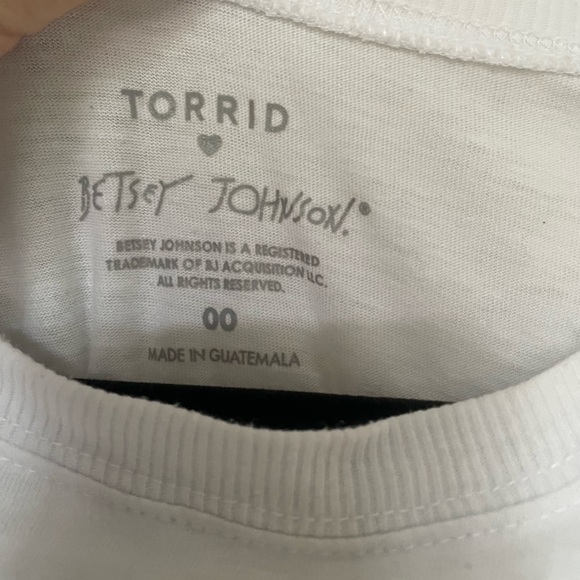 TORRID
BETSEY JOHNSON.®
BETSEY JOHNSON IS A REGISTERED
TRADEMARK OF BJ ACQUISITION LLC.
ALL RIGHTS RESERVED.
00
MADE IN GUATEMALA